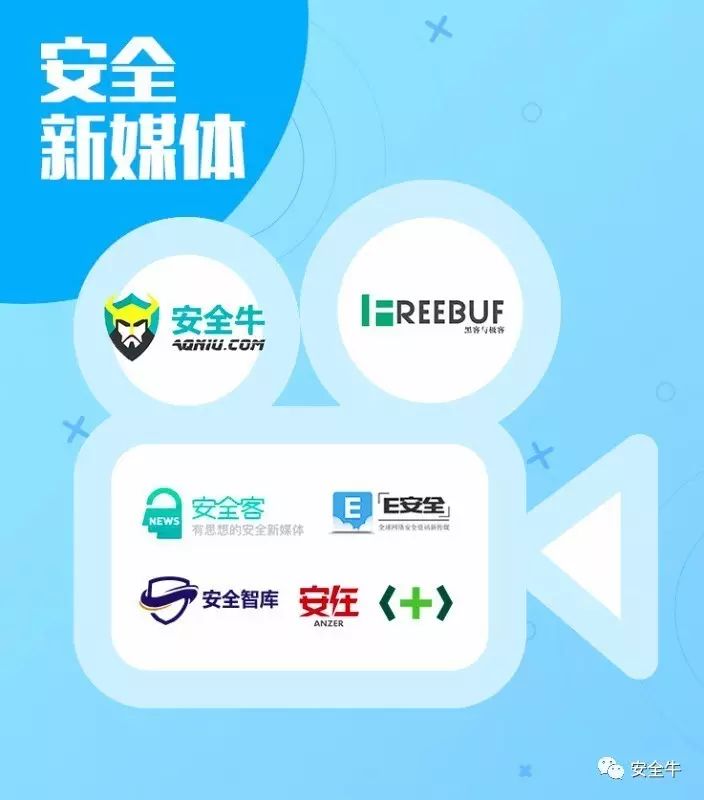 安全
新媒体
安全牛
AQNIU.COM
FREEBUF
黑客与极客
NEWS
安全客
有思想的安全新媒体
E
E安全
全球网络安全资讯新传媒
安全智库
安在
ANZER
安全牛